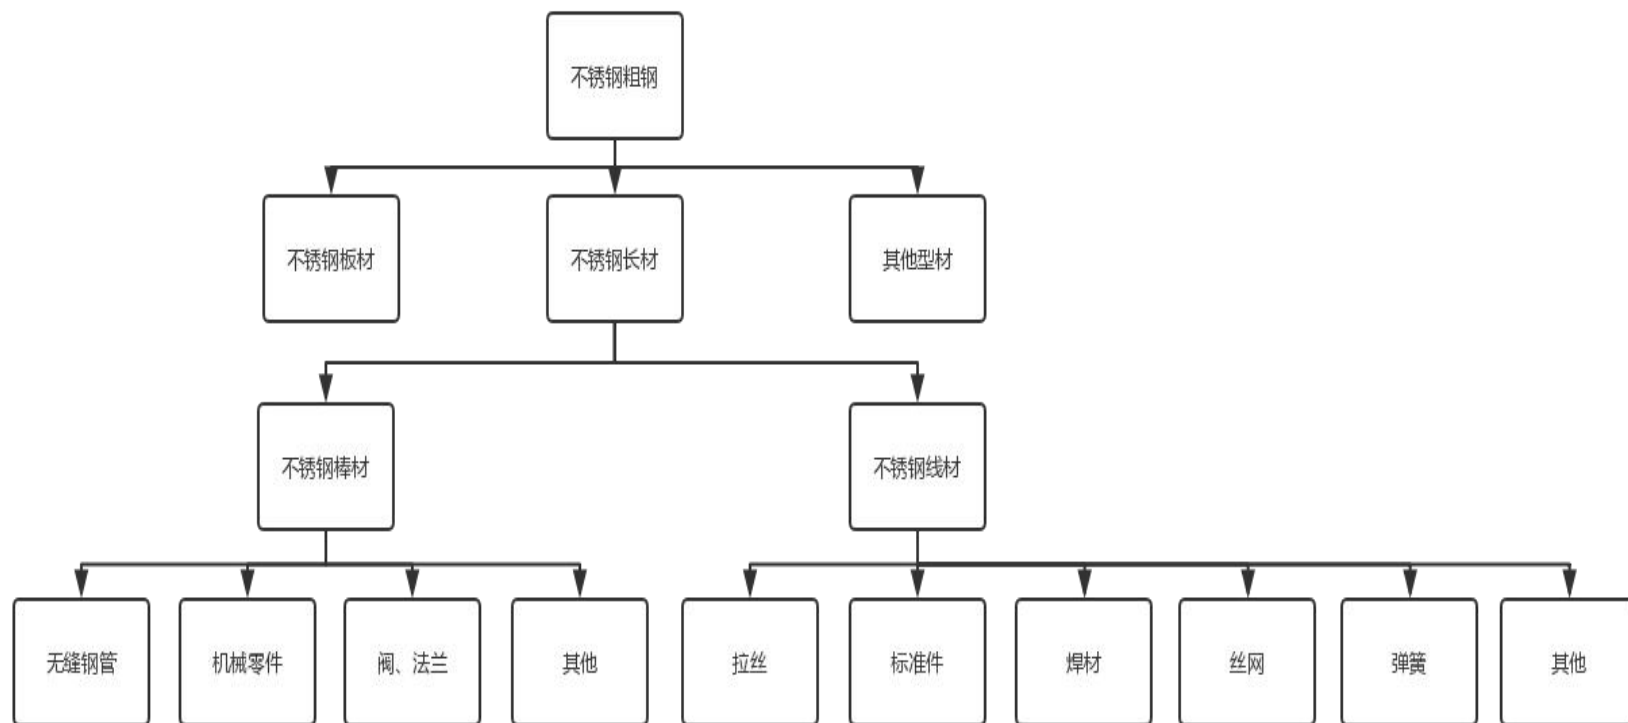 不锈钢粗钢
不锈钢板材
不锈钢长材
其他型材
不锈钢棒材
不锈钢线材
无缝钢管
机械零件
阀、法兰
其他
拉丝
标准件
焊材
丝网
弹簧
其他